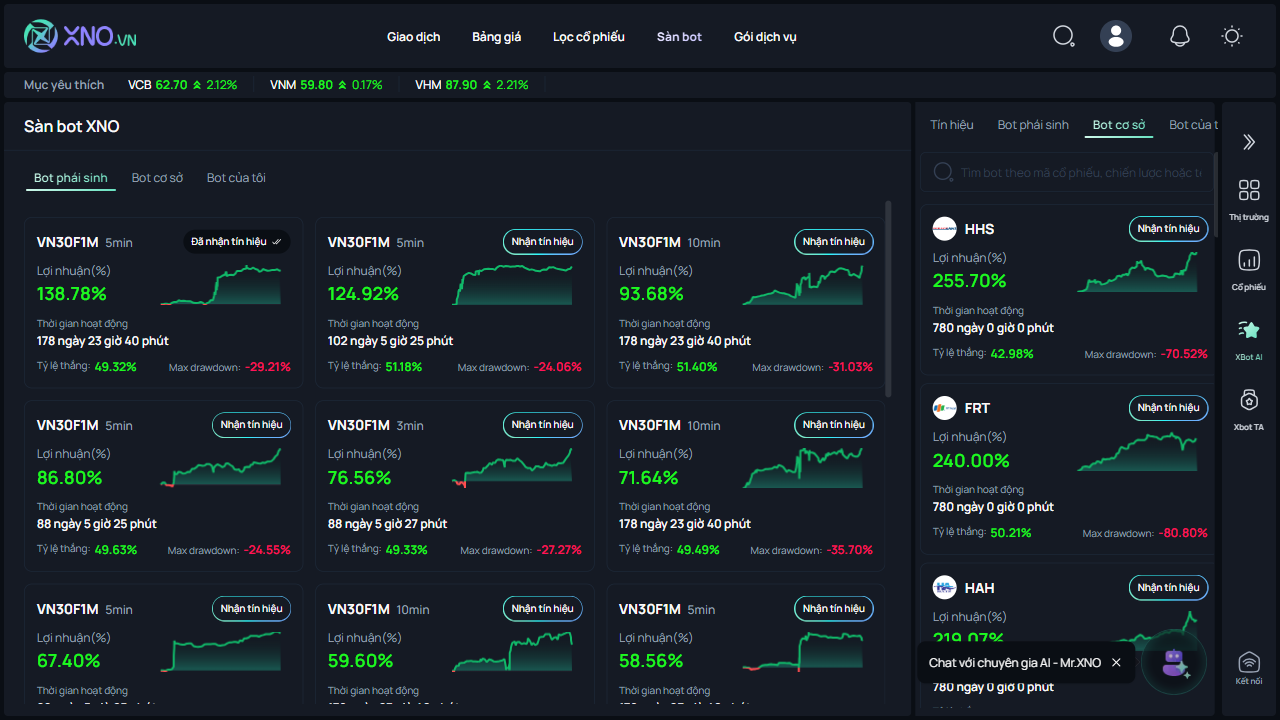 XNO.VN
Giao dịch Bảng giá Lọc cổ phiếu Sàn bot Gói dịch vụ
Mục yêu thích VCB 62.70 2.12% VNM 59.80 0.17% VHM 87.90 2.21%
Sàn bot XNO
Bot phái sinh Bot cơ sở Bot của tôi
VN30F1M 5min Đã nhận tín hiệu
Lợi nhuận(%)
138.78%
Thời gian hoạt động
178 ngày 23 giờ 40 phút
Tỷ lệ thắng: 49.32% Max drawdown: -29.21%
VN30F1M 5min Nhận tín hiệu
Lợi nhuận(%)
124.92%
Thời gian hoạt động
102 ngày 5 giờ 25 phút
Tỷ lệ thắng: 51.18% Max drawdown: -24.06%
VN30F1M 10min Nhận tín hiệu
Lợi nhuận(%)
93.68%
Thời gian hoạt động
178 ngày 23 giờ 40 phút
Tỷ lệ thắng: 51.40% Max drawdown: -31.03%
VN30F1M 5min Nhận tín hiệu
Lợi nhuận(%)
86.80%
Thời gian hoạt động
88 ngày 5 giờ 25 phút
Tỷ lệ thắng: 49.63% Max drawdown: -24.55%
VN30F1M 3min Nhận tín hiệu
Lợi nhuận(%)
76.56%
Thời gian hoạt động
88 ngày 5 giờ 27 phút
Tỷ lệ thắng: 49.33% Max drawdown: -27.27%
VN30F1M 10min Nhận tín hiệu
Lợi nhuận(%)
71.64%
Thời gian hoạt động
178 ngày 23 giờ 40 phút
Tỷ lệ thắng: 49.49% Max drawdown: -35.70%
VN30F1M 5min Nhận tín hiệu
Lợi nhuận(%)
67.40%
Thời gian hoạt động
VN30F1M 10min Nhận tín hiệu
Lợi nhuận(%)
59.60%
Thời gian hoạt động
VN30F1M 5min Nhận tín hiệu
Lợi nhuận(%)
58.56%
Thời gian hoạt động
Tín hiệu Bot phái sinh Bot cơ sở Bot của t
Tìm bot theo mã cổ phiếu, chiến lược hoặc tê
HHS Nhận tín hiệu
Lợi nhuận(%)
255.70%
Thời gian hoạt động
780 ngày 0 giờ 0 phút
Tỷ lệ thắng: 42.98% Max drawdown: -70.52%
FRT Nhận tín hiệu
Lợi nhuận(%)
240.00%
Thời gian hoạt động
780 ngày 0 giờ 0 phút
Tỷ lệ thắng: 50.21% Max drawdown: -80.80%
HAH Nhận tín hiệu
Lợi nhuận(%)
219.07%
Chat với chuyên gia AI - Mr.XNO
780 ngày 0 giờ 0 phút
Thị trường
Cổ phiếu
XBot AI
Xbot TA
Kết nối